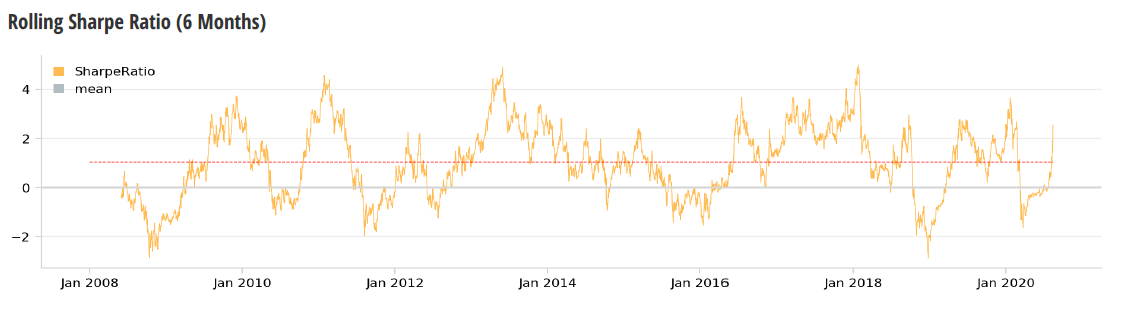 Rolling Sharpe Ratio (6 Months)
SharpeRatio
mean
4
2
0
−2
Jan 2008 Jan 2010 Jan 2012 Jan 2014 Jan 2016 Jan 2018 Jan 2020